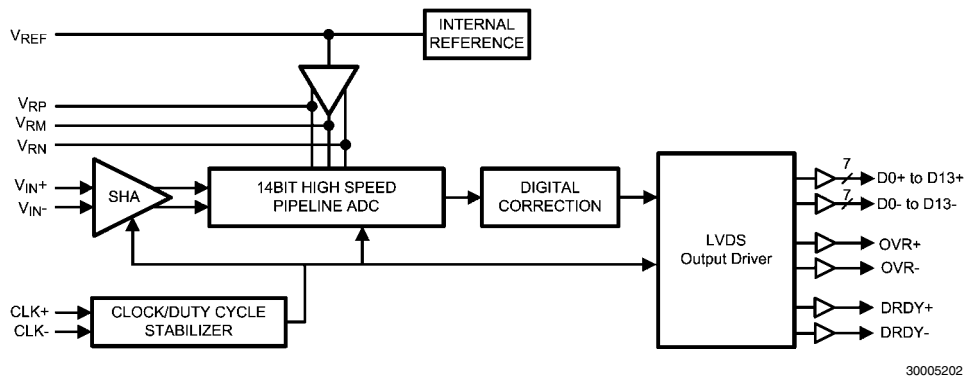 INTERNAL
REFERENCE
VREF
VRP
VRM
VRN
VIN+
VIN-
SHA
14BIT HIGH SPEED
PIPELINE ADC
DIGITAL
CORRECTION
LVDS
Output Driver
7
D0+ to D13+
7
D0- to D13-
OVR+
OVR-
DRDY+
DRDY-
CLK+
CLK-
CLOCK/DUTY CYCLE
STABILIZER
30005202